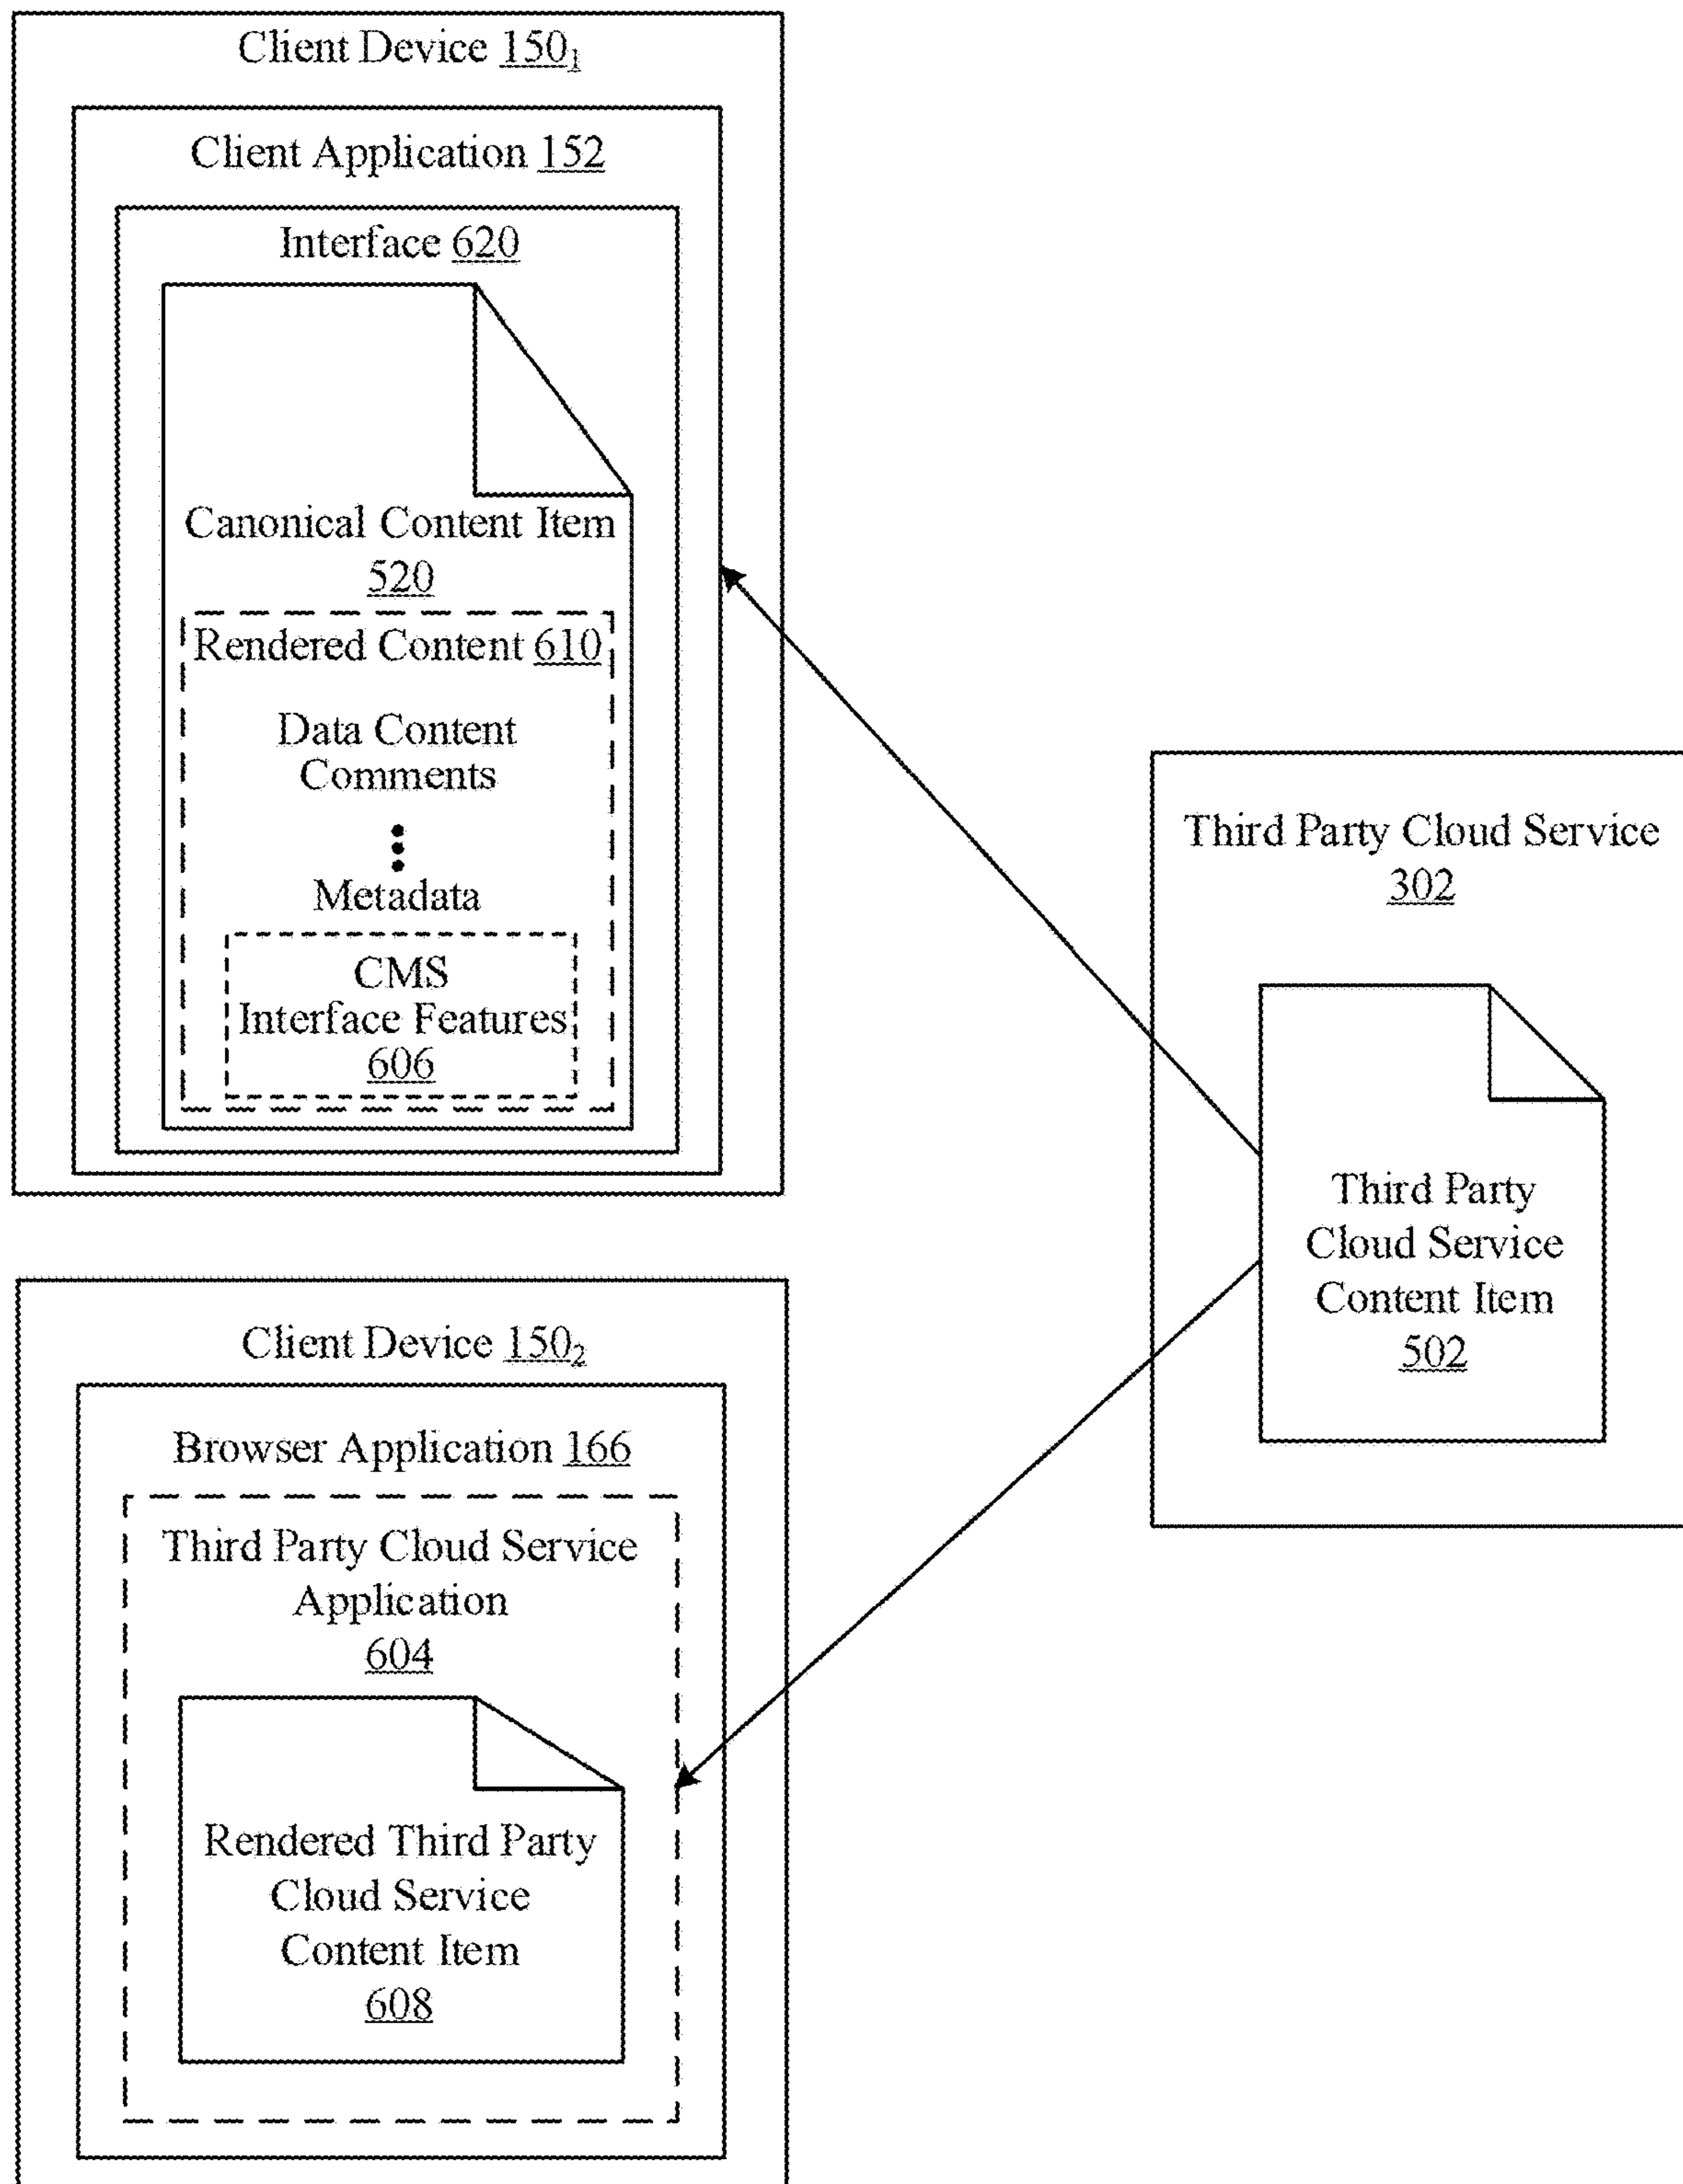 Client Device 150₁
Client Application 152
Interface 620
Canonical Content Item
520
Rendered Content 610
Data Content
Comments
Metadata
CMS
Interface Features
606
Third Party Cloud Service
302
Third Party
Cloud Service
Content Item
502
Client Device 150₂
Browser Application 166
Third Party Cloud Service
Application
604
Rendered Third Party
Cloud Service
Content Item
608